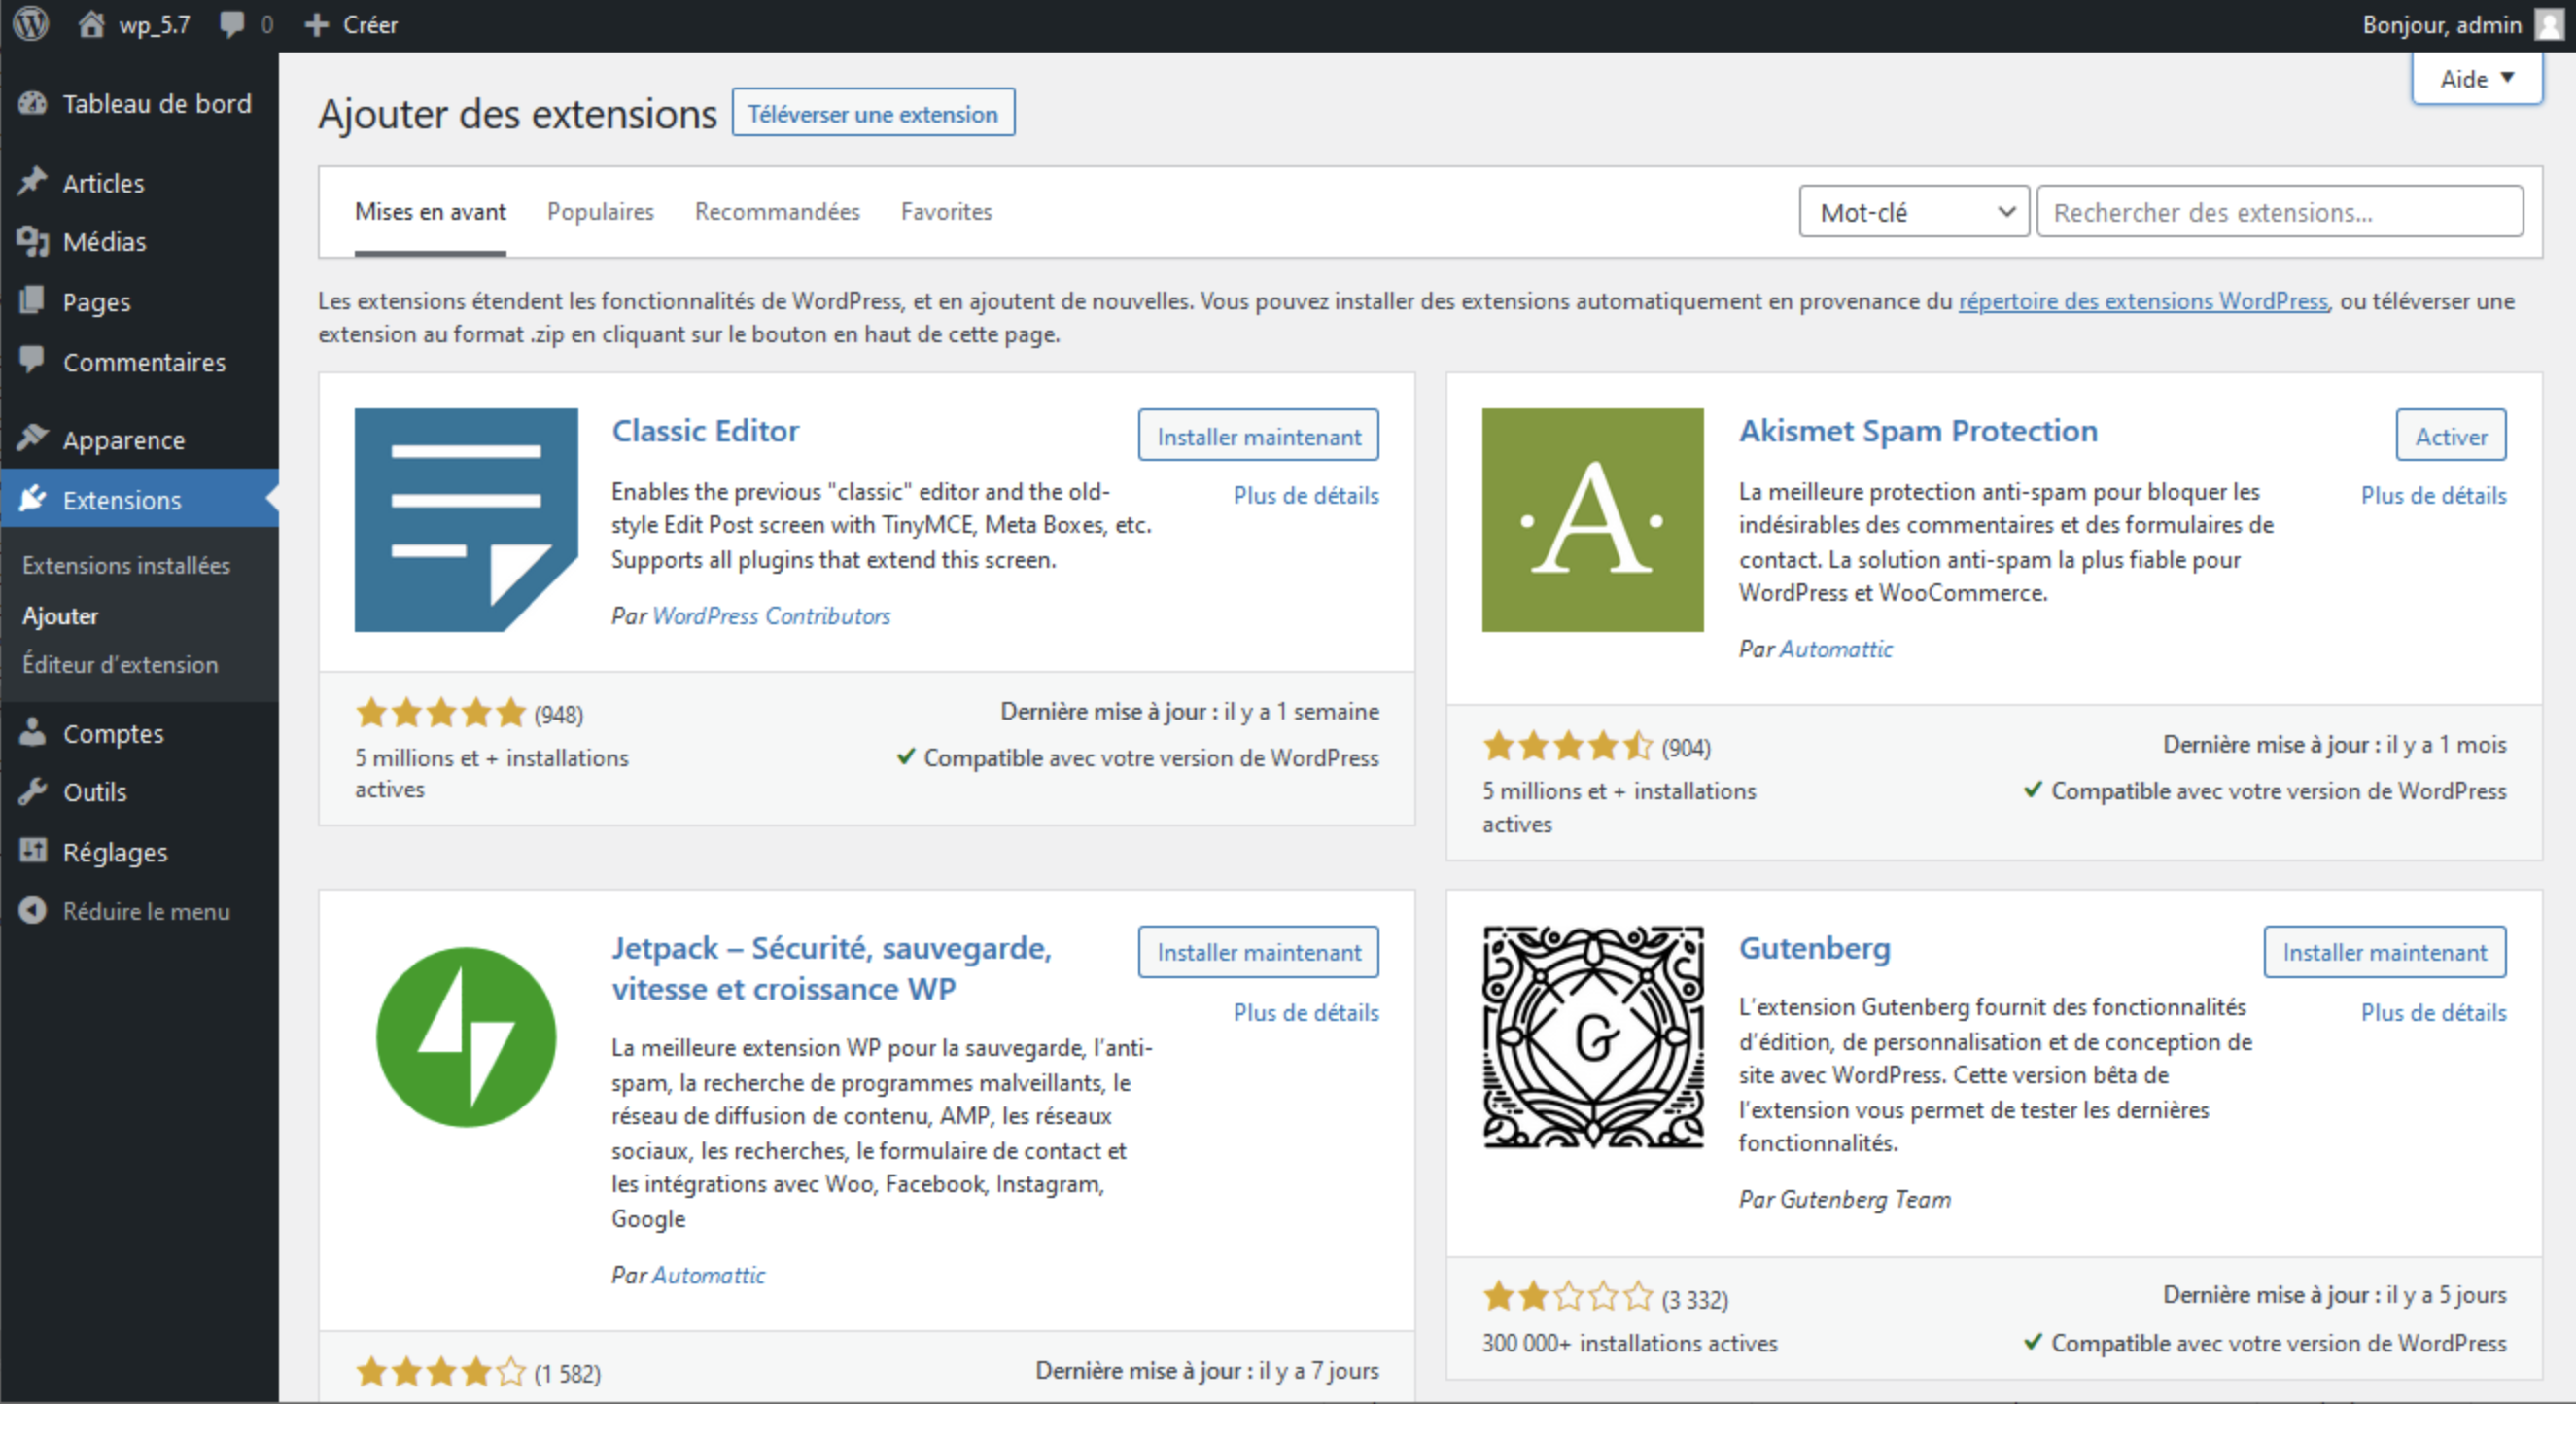 wp_5.7
0
Créer
Bonjour, admin
Tableau de bord
Articles
Médias
Pages
Commentaires
Apparence
Extensions
Extensions installées
Ajouter
Éditeur d'extension
Comptes
Outils
Réglages
Réduire le menu
Aide
Ajouter des extensions
Téléverser une extension
Mises en avant
Populaires
Recommandées
Favorites
Mot-clé
Rechercher des extensions...
Les extensions étendent les fonctionnalités de WordPress, et en ajoutent de nouvelles. Vous pouvez installer des extensions automatiquement en provenance du répertoire des extensions WordPress, ou téléverser une
extension au format .zip en cliquant sur le bouton en haut de cette page.
Classic Editor
Installer maintenant
Plus de détails
Enables the previous "classic" editor and the old-
style Edit Post screen with TinyMCE, Meta Boxes, etc.
Supports all plugins that extend this screen.
Par WordPress Contributors
(948)
Dernière mise à jour : il y a 1 semaine
5 millions et + installations
actives
Compatible avec votre version de WordPress
A
Akismet Spam Protection
Activer
Plus de détails
La meilleure protection anti-spam pour bloquer les
indésirables des commentaires et des formulaires de
contact. La solution anti-spam la plus fiable pour
WordPress et WooCommerce.
Par Automattic
(904)
Dernière mise à jour : il y a 1 mois
5 millions et + installations
actives
Compatible avec votre version de WordPress
Jetpack – Sécurité, sauvegarde,
vitesse et croissance WP
Installer maintenant
Plus de détails
La meilleure extension WP pour la sauvegarde, l'anti-
spam, la recherche de programmes malveillants, le
réseau de diffusion de contenu, AMP, les réseaux
sociaux, les recherches, le formulaire de contact et
les intégrations avec Woo, Facebook, Instagram,
Google
Par Automattic
(1 582)
Dernière mise à jour : il y a 7 jours
G
Gutenberg
Installer maintenant
Plus de détails
L'extension Gutenberg fournit des fonctionnalités
d'édition, de personnalisation et de conception de
site avec WordPress. Cette version bêta de
l'extension vous permet de tester les dernières
fonctionnalités.
Par Gutenberg Team
(3 332)
Dernière mise à jour : il y a 5 jours
300 000+ installations actives
Compatible avec votre version de WordPress